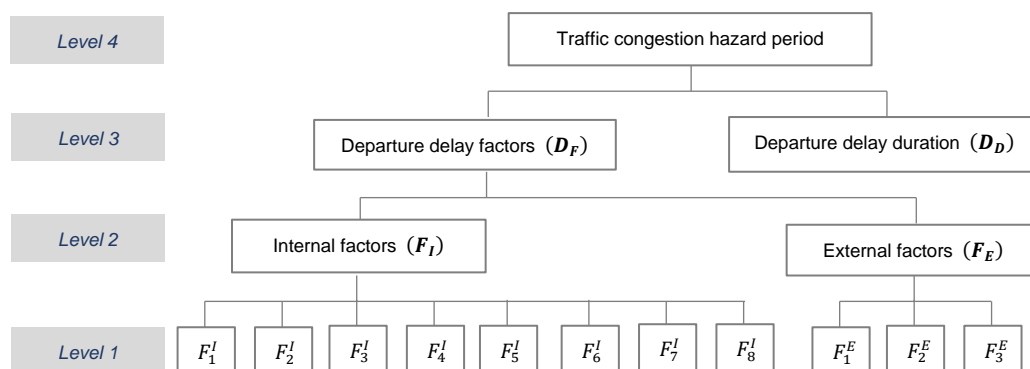 Level 4
Traffic congestion hazard period
Level 3
Departure delay factors (D_F)
Departure delay duration (D_D)
Level 2
Internal factors (F_I)
External factors (F_E)
Level 1
F_1^I
F_2^I
F_3^I
F_4^I
F_5^I
F_6^I
F_7^I
F_8^I
F_1^E
F_2^E
F_3^E